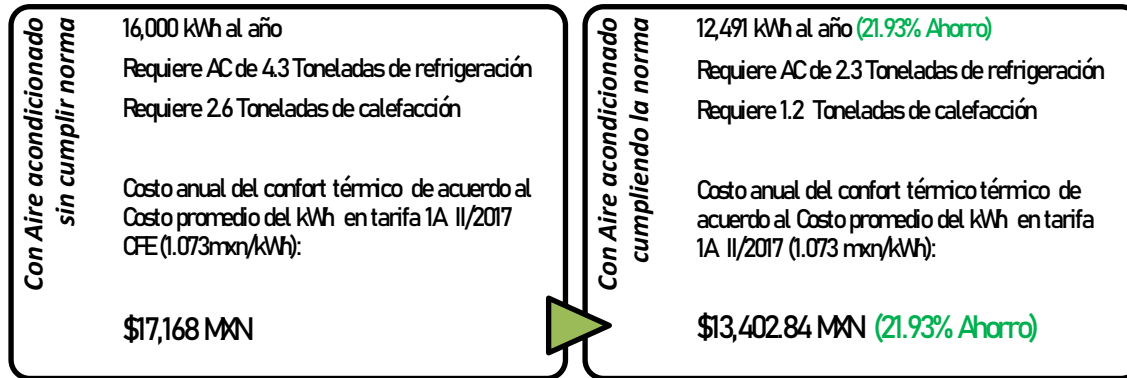 Con Aire acondicionado
sin cumplir norma
16,000 kWh al año
Requiere AC de 4.3 Toneladas de refrigeración
Requiere 2.6 Toneladas de calefacción
Costo anual del confort térmico de acuerdo al
Costo promedio del kWh en tarifa 1A II/2017
CFE (1.073mxn/kWh):
$17,168 MXN
Con Aire acondicionado
cumpliendo la norma
12,491 kWh al año (21.93% Ahorro)
Requiere AC de 2.3 Toneladas de refrigeración
Requiere 1.2 Toneladas de calefacción
Costo anual del confort térmico térmico de
acuerdo al Costo promedio del kWh en tarifa
1A II/2017 (1.073 mxn/kWh):
$13,402.84 MXN (21.93% Ahorro)